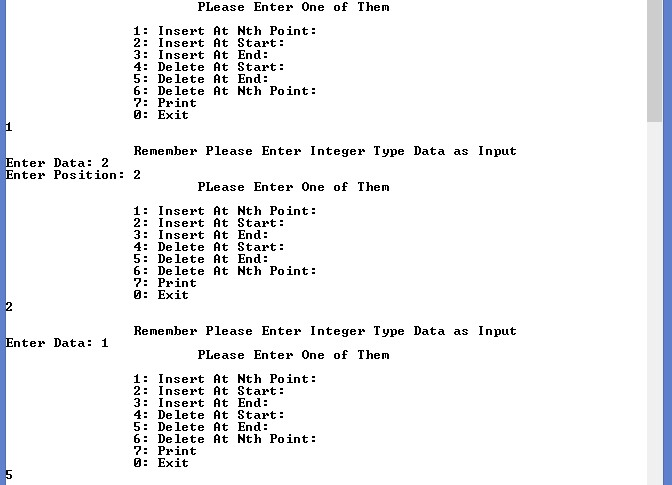 PLease Enter One of Them
1: Insert At Nth Point:
2: Insert At Start:
3: Insert At End:
4: Delete At Start:
5: Delete At End:
6: Delete At Nth Point:
7: Print
0: Exit
1
Remember Please Enter Integer Type Data as Input
Enter Data: 2
Enter Position: 2
PLease Enter One of Them
1: Insert At Nth Point:
2: Insert At Start:
3: Insert At End:
4: Delete At Start:
5: Delete At End:
6: Delete At Nth Point:
7: Print
0: Exit
2
Remember Please Enter Integer Type Data as Input
Enter Data: 1
PLease Enter One of Them
1: Insert At Nth Point:
2: Insert At Start:
3: Insert At End:
4: Delete At Start:
5: Delete At End:
6: Delete At Nth Point:
7: Print
0: Exit
5